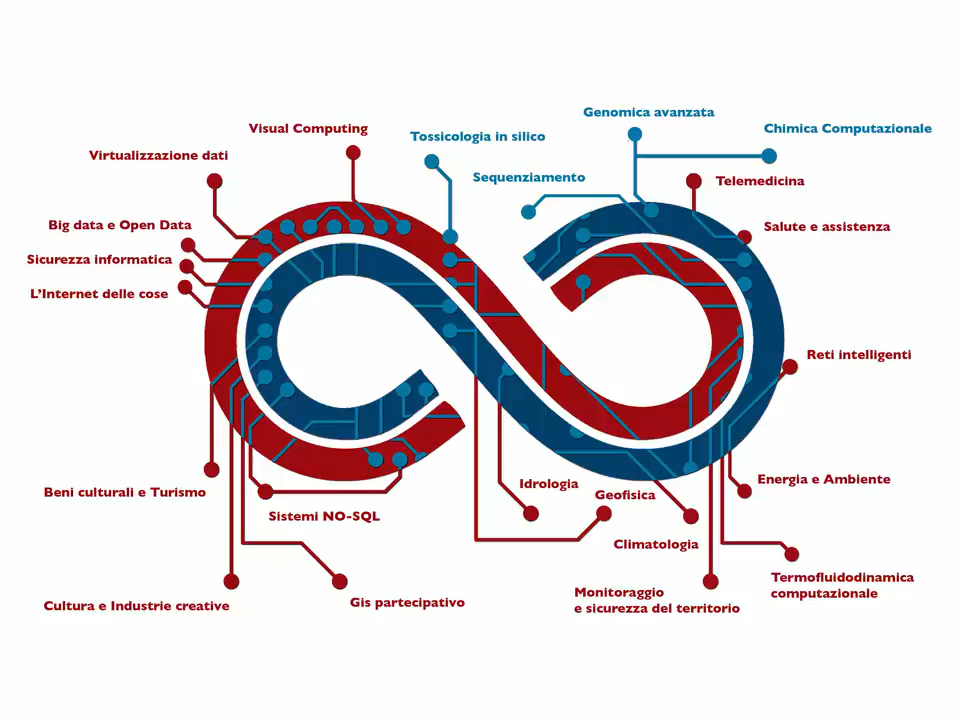 Genomica avanzata
Visual Computing
Tossicologia in silico
Chimica Computazionale
Virtualizzazione dati
Sequenziamento
Telemedicina
Big data e Open Data
Salute e assistenza
Sicurezza informatica
L'Internet delle cose
Reti intelligenti
Beni culturali e Turismo
Idrologia
Energia e Ambiente
Geofisica
Sistemi NO-SQL
Climatologia
Termofluidodinamica
computazionale
Monitoraggio
e sicurezza del territorio
Cultura e Industrie creative
Gis partecipativo